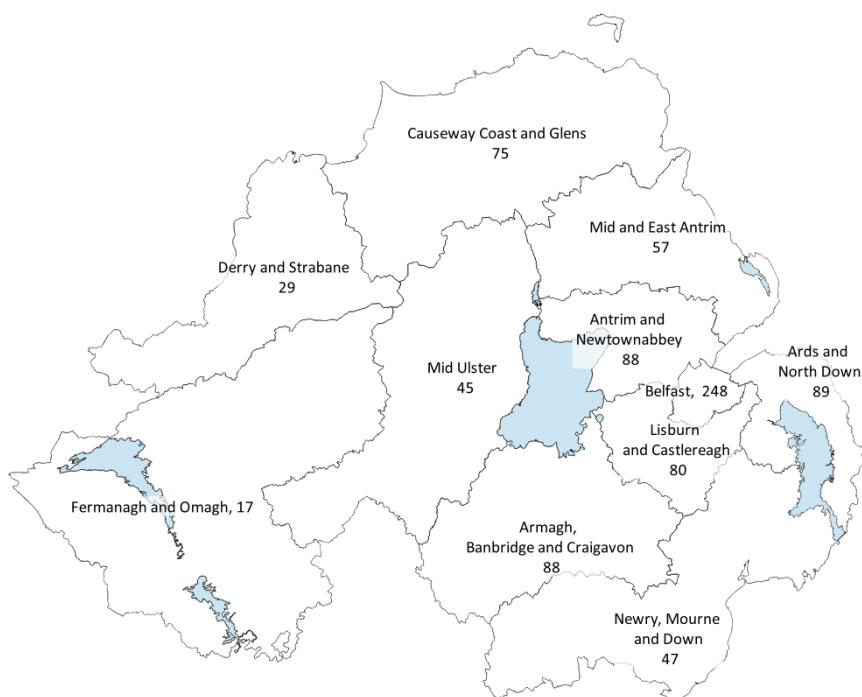 Causeway Coast and Glens
75
Mid and East Antrim
57
Derry and Strabane
29
Antrim and
Newtownabbey
88
Ards and
North Down
89
Mid Ulster
45
Belfast, 248
Lisburn
and Castlereagh
80
Fermanagh and Omagh, 17
Armagh,
Banbridge and Craigavon
88
Newry, Mourne
and Down
47